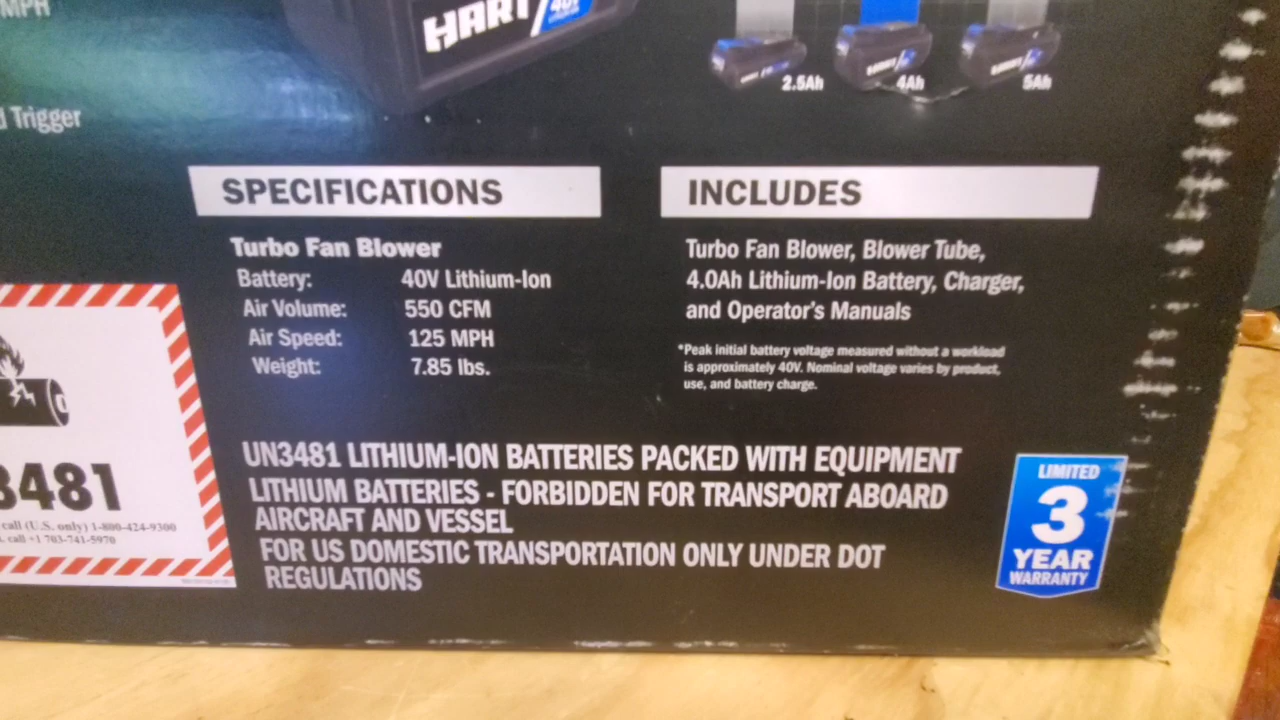 MPH
HART
40V
2.5Ah
4Ah
5Ah
d Trigger
SPECIFICATIONS
Turbo Fan Blower
Battery: 40V Lithium-Ion
Air Volume: 550 CFM
Air Speed: 125 MPH
Weight: 7.85 lbs.
INCLUDES
Turbo Fan Blower, Blower Tube,
4.0Ah Lithium-Ion Battery, Charger,
and Operator's Manuals
*Peak initial battery voltage measured without a workload
is approximately 40V. Nominal voltage varies by product,
use, and battery charge.
3481
call (U.S. only) 1-800-424-9300
call +1 703-741-5970
UN3481 LITHIUM-ION BATTERIES PACKED WITH EQUIPMENT
LITHIUM BATTERIES - FORBIDDEN FOR TRANSPORT ABOARD
AIRCRAFT AND VESSEL
FOR US DOMESTIC TRANSPORTATION ONLY UNDER DOT
REGULATIONS
LIMITED
3
YEAR
WARRANTY